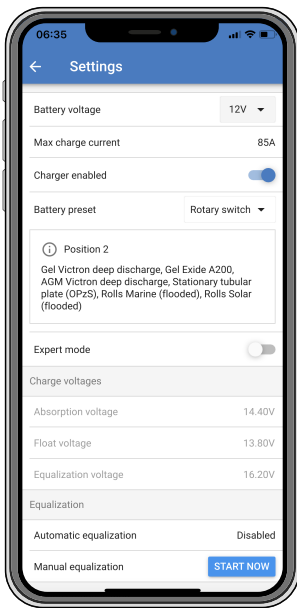 06:35
Settings
Battery voltage 12V
Max charge current 85A
Charger enabled
Battery preset Rotary switch
Position 2
Gel Victron deep discharge, Gel Exide A200,
AGM Victron deep discharge, Stationary tubular
plate (OPzS), Rolls Marine (flooded), Rolls Solar
(flooded)
Expert mode
Charge voltages
Absorption voltage 14.40V
Float voltage 13.80V
Equalization voltage 16.20V
Equalization
Automatic equalization Disabled
Manual equalization START NOW